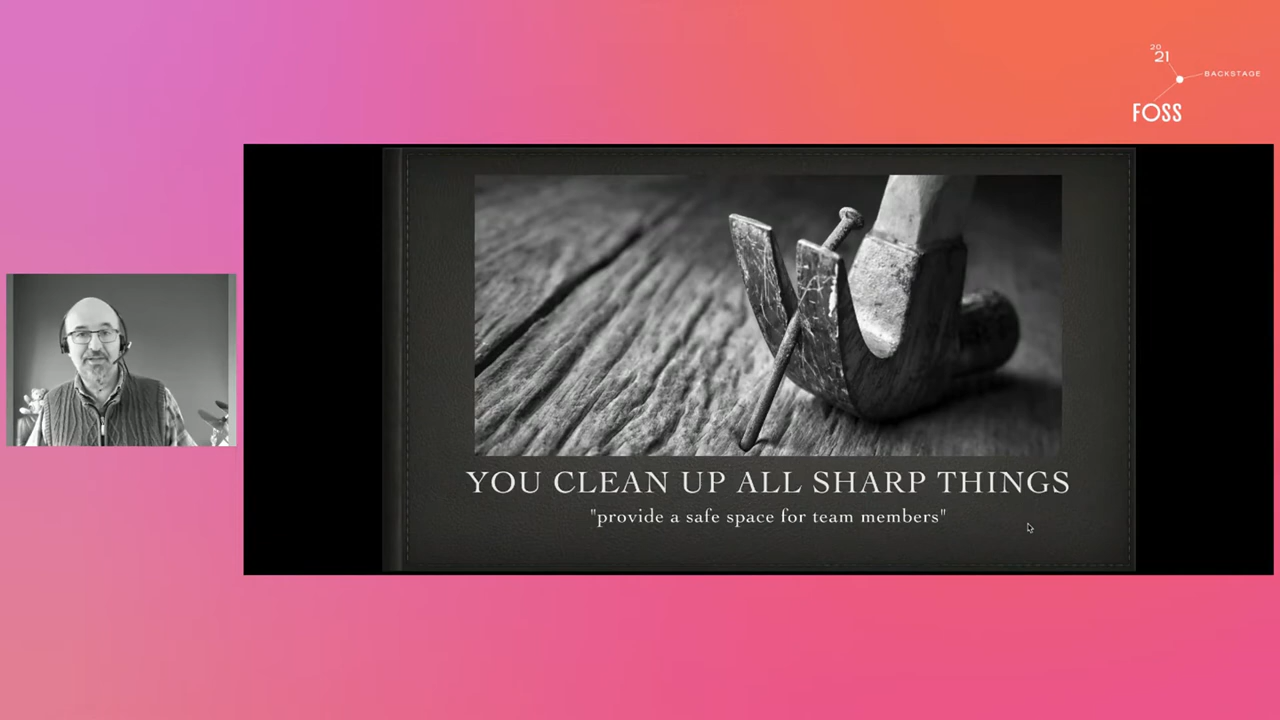 20
21
BACKSTAGE
FOSS
YOU CLEAN UP ALL SHARP THINGS
"provide a safe space for team members"